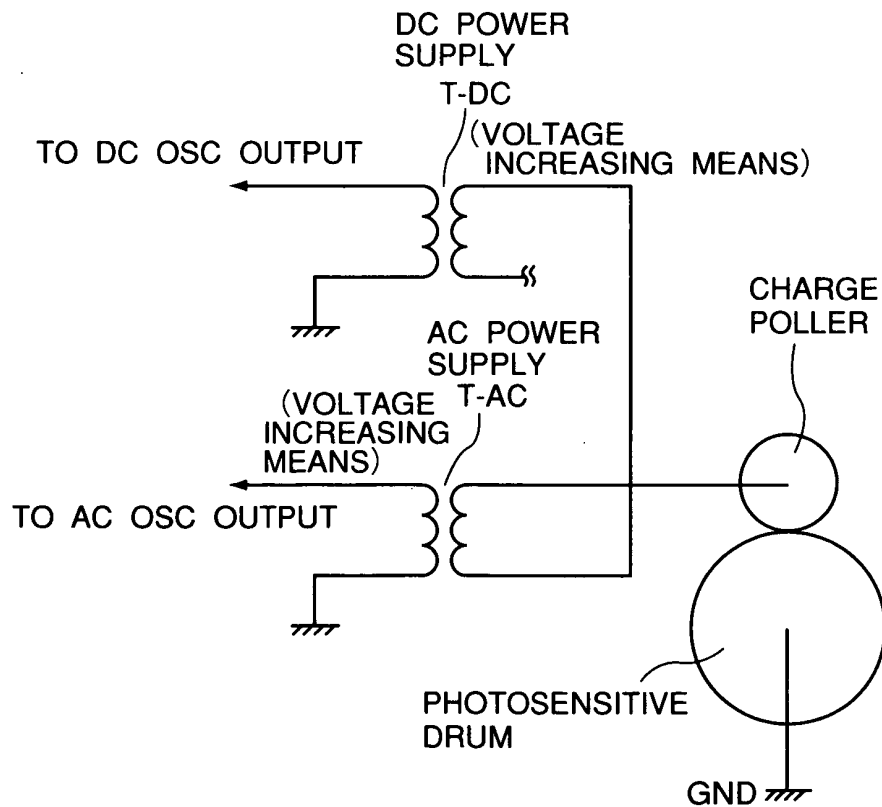 DC POWER
SUPPLY
T-DC
(VOLTAGE
INCREASING MEANS)
TO DC OSC OUTPUT
CHARGE
POLLER
AC POWER
SUPPLY
T-AC
(VOLTAGE
INCREASING
MEANS)
TO AC OSC OUTPUT
PHOTOSENSITIVE
DRUM
GND